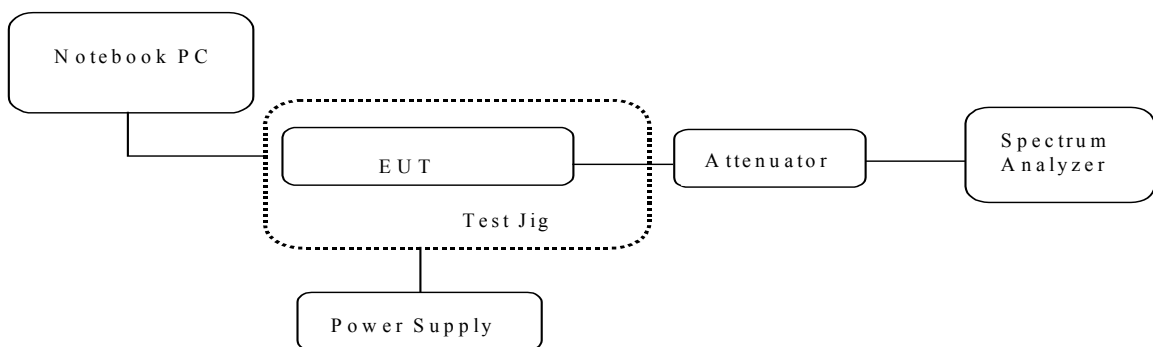 Notebook PC
EUT
Test Jig
Attenuator
Spectrum
Analyzer
Power Supply